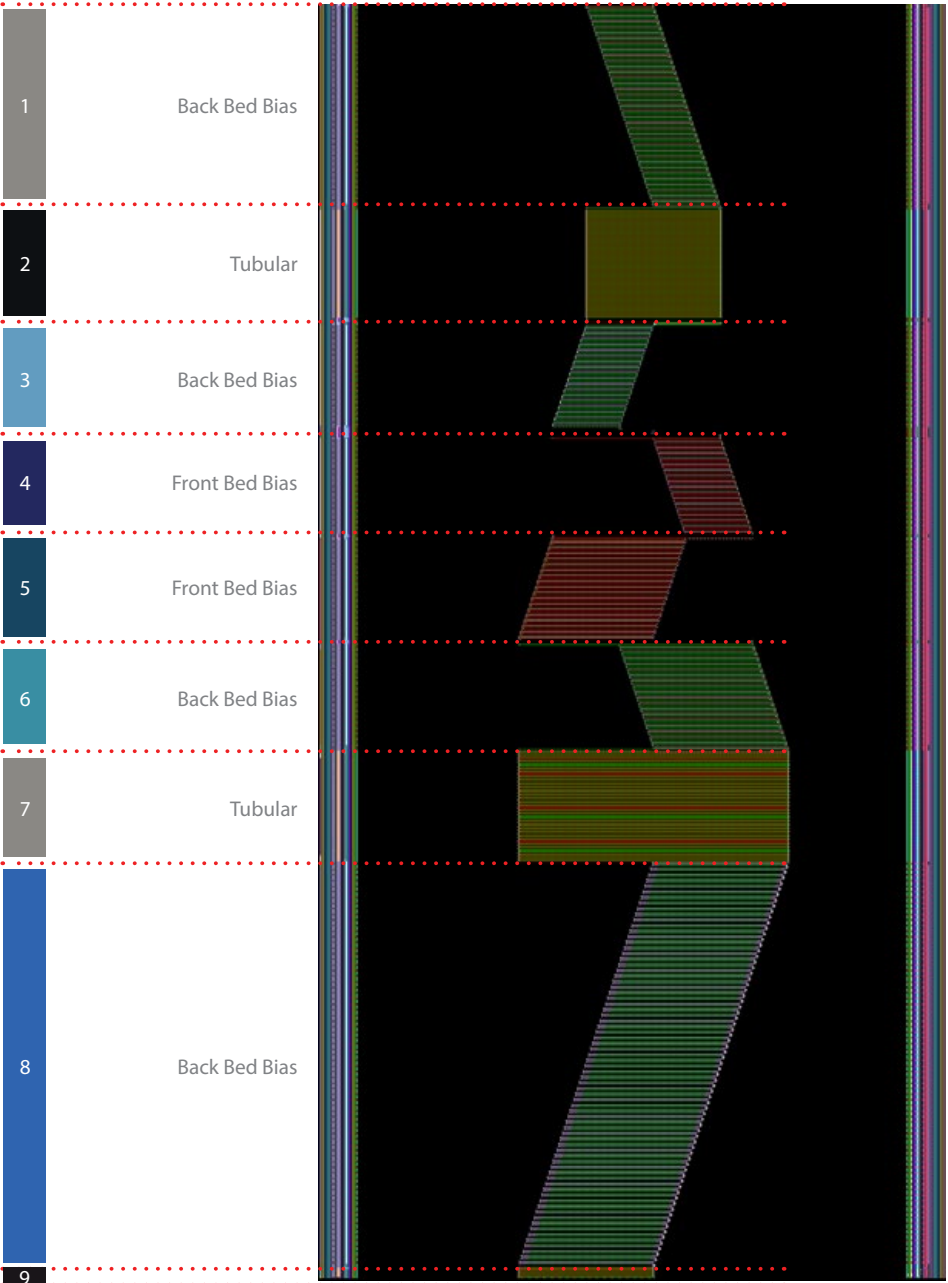 1 Back Bed Bias
2 Tubular
3 Back Bed Bias
4 Front Bed Bias
5 Front Bed Bias
6 Back Bed Bias
7 Tubular
8 Back Bed Bias
9